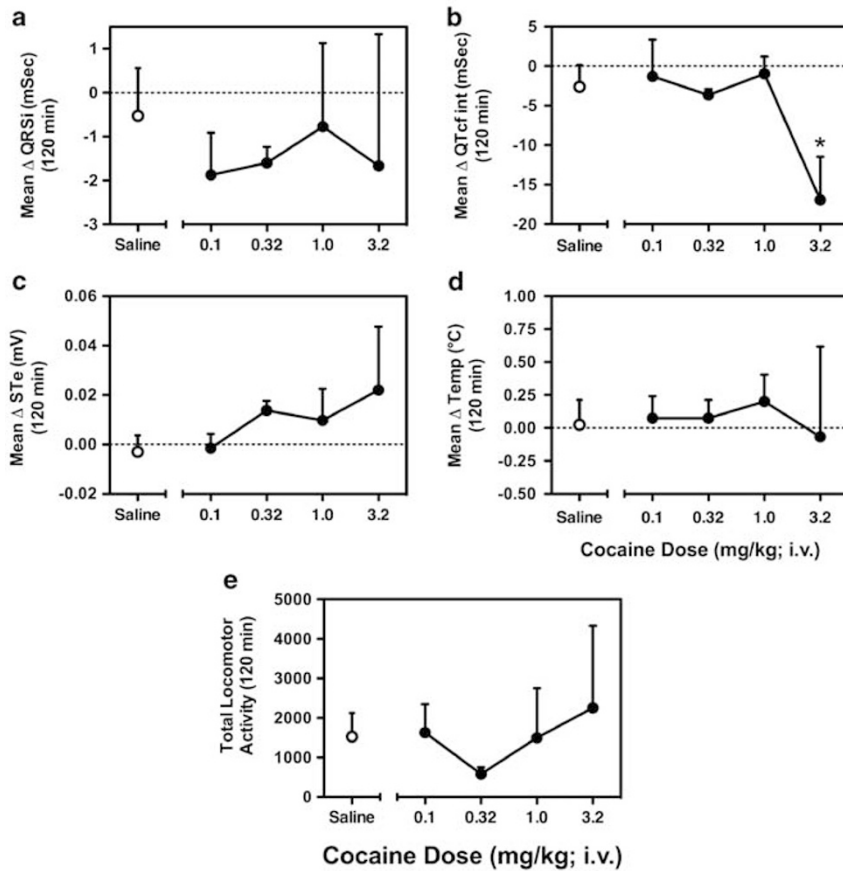 a
Mean Δ QRSi (mSec)
(120 min)
1
0
-1
-2
-3
Saline 0.1 0.32 1.0 3.2
b
Mean Δ QTcf int (mSec)
(120 min)
5
0
-5
-10
-15
-20
*
Saline 0.1 0.32 1.0 3.2
c
Mean Δ STe (mV)
(120 min)
0.06
0.04
0.02
0.00
-0.02
Saline 0.1 0.32 1.0 3.2
d
Mean Δ Temp (°C)
(120 min)
1.00
0.75
0.50
0.25
0.00
-0.25
-0.50
Saline 0.1 0.32 1.0 3.2
Cocaine Dose (mg/kg; i.v.)
e
Total Locomotor
Activity (120 min)
5000
4000
3000
2000
1000
0
Saline 0.1 0.32 1.0 3.2
Cocaine Dose (mg/kg; i.v.)